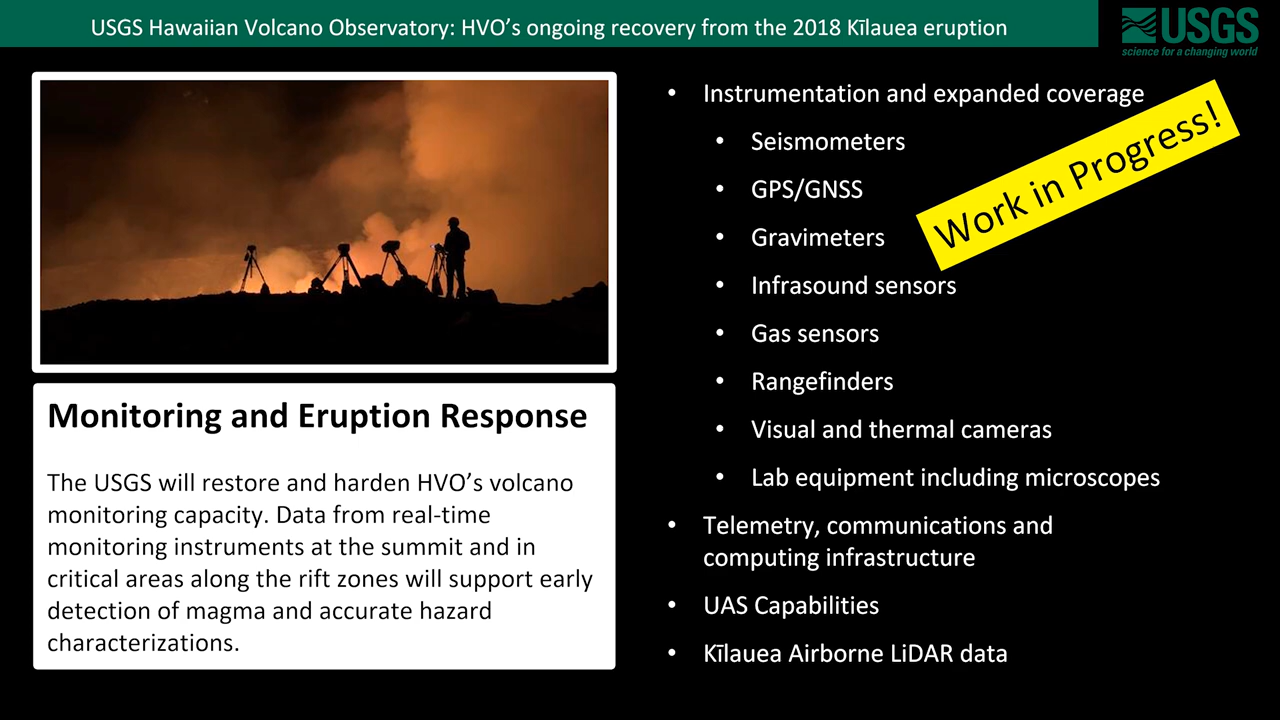 USGS Hawaiian Volcano Observatory: HVO’s ongoing recovery from the 2018 Kīlauea eruption
USGS
science for a changing world
Monitoring and Eruption Response
The USGS will restore and harden HVO’s volcano
monitoring capacity. Data from real-time
monitoring instruments at the summit and in
critical areas along the rift zones will support early
detection of magma and accurate hazard
characterizations.
• Instrumentation and expanded coverage
• Seismometers
• GPS/GNSS
• Gravimeters
• Infrasound sensors
• Gas sensors
• Rangefinders
• Visual and thermal cameras
• Lab equipment including microscopes
• Telemetry, communications and
computing infrastructure
• UAS Capabilities
• Kīlauea Airborne LiDAR data
Work in Progress!